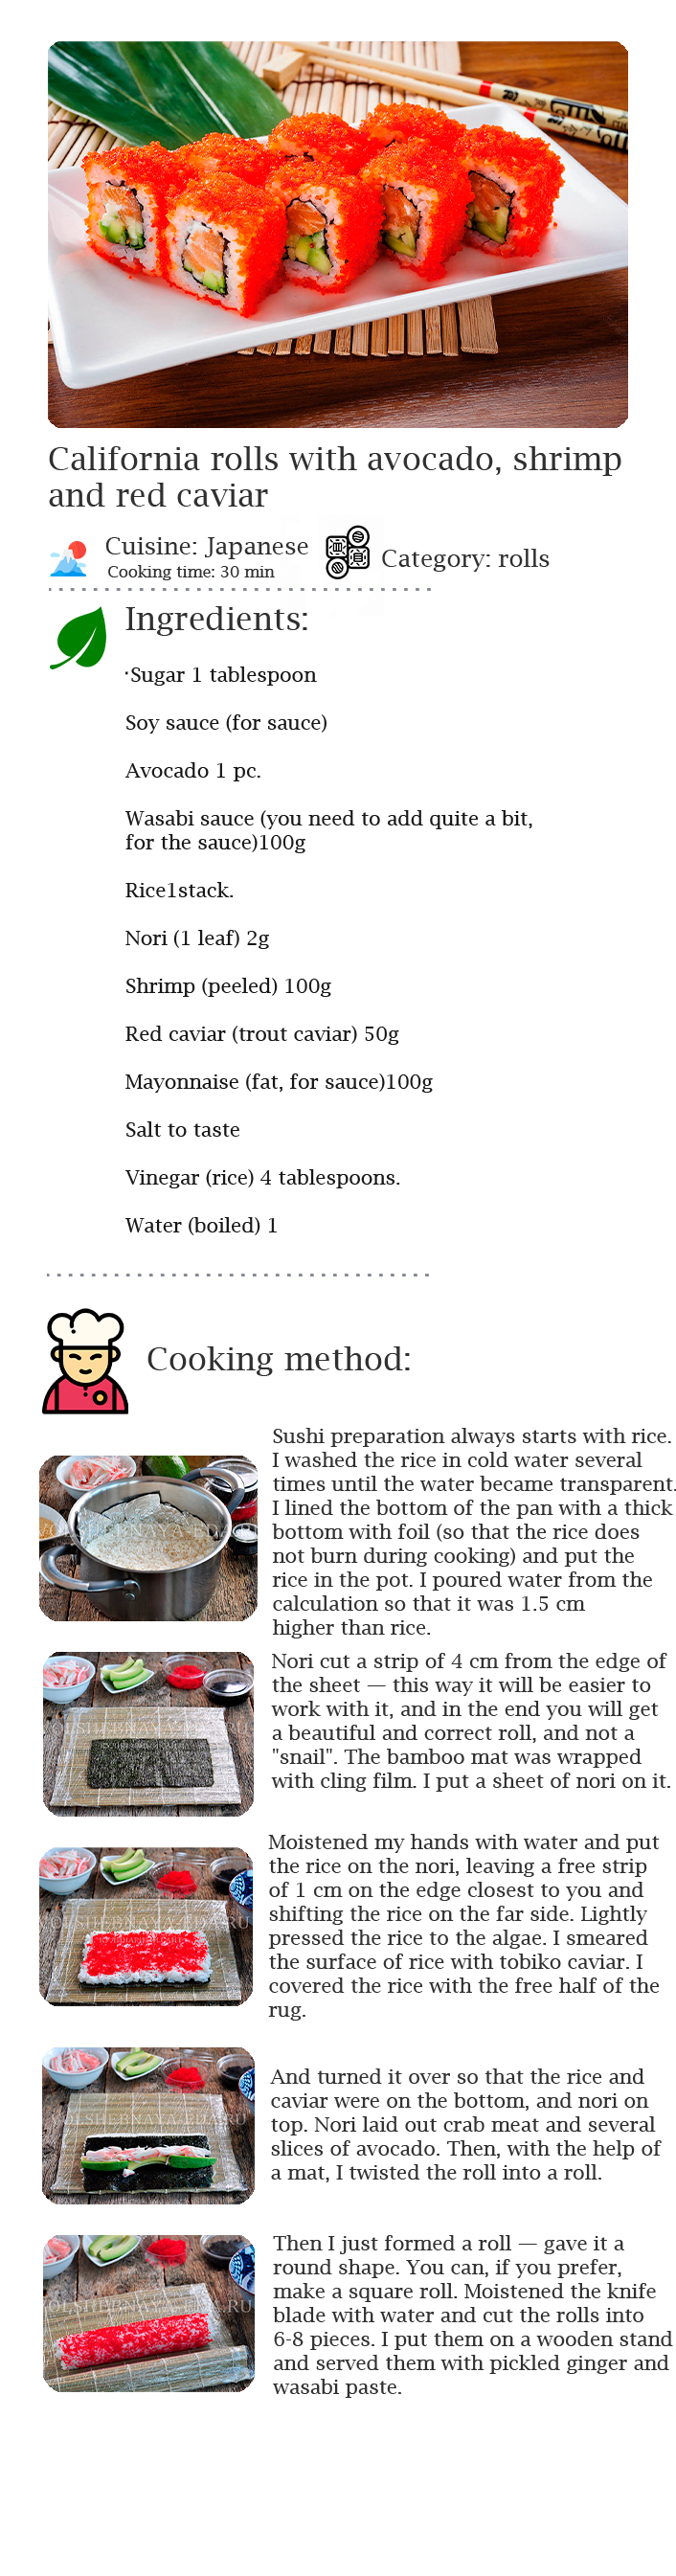 California rolls with avocado, shrimp
and red caviar
Cuisine: Japanese
Cooking time: 30 min
Category: rolls
Ingredients:
·Sugar 1 tablespoon
Soy sauce (for sauce)
Avocado 1 pc.
Wasabi sauce (you need to add quite a bit,
for the sauce)100g
Rice1stack.
Nori (1 leaf) 2g
Shrimp (peeled) 100g
Red caviar (trout caviar) 50g
Mayonnaise (fat, for sauce)100g
Salt to taste
Vinegar (rice) 4 tablespoons.
Water (boiled) 1
Cooking method:
Sushi preparation always starts with rice.
I washed the rice in cold water several
times until the water became transparent.
I lined the bottom of the pan with a thick
bottom with foil (so that the rice does
not burn during cooking) and put the
rice in the pot. I poured water from the
calculation so that it was 1.5 cm
higher than rice.
Nori cut a strip of 4 cm from the edge of
the sheet — this way it will be easier to
work with it, and in the end you will get
a beautiful and correct roll, and not a
"snail". The bamboo mat was wrapped
with cling film. I put a sheet of nori on it.
Moistened my hands with water and put
the rice on the nori, leaving a free strip
of 1 cm on the edge closest to you and
shifting the rice on the far side. Lightly
pressed the rice to the algae. I smeared
the surface of rice with tobiko caviar. I
covered the rice with the free half of the
rug.
And turned it over so that the rice and
caviar were on the bottom, and nori on
top. Nori laid out crab meat and several
slices of avocado. Then, with the help of
a mat, I twisted the roll into a roll.
Then I just formed a roll — gave it a
round shape. You can, if you prefer,
make a square roll. Moistened the knife
blade with water and cut the rolls into
6-8 pieces. I put them on a wooden stand
and served them with pickled ginger and
wasabi paste.